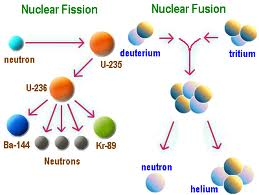 Nuclear Fission
Nuclear Fusion
neutron
U-235
deuterium
tritium
U-236
Ba-144
Neutrons
Kr-89
neutron
helium